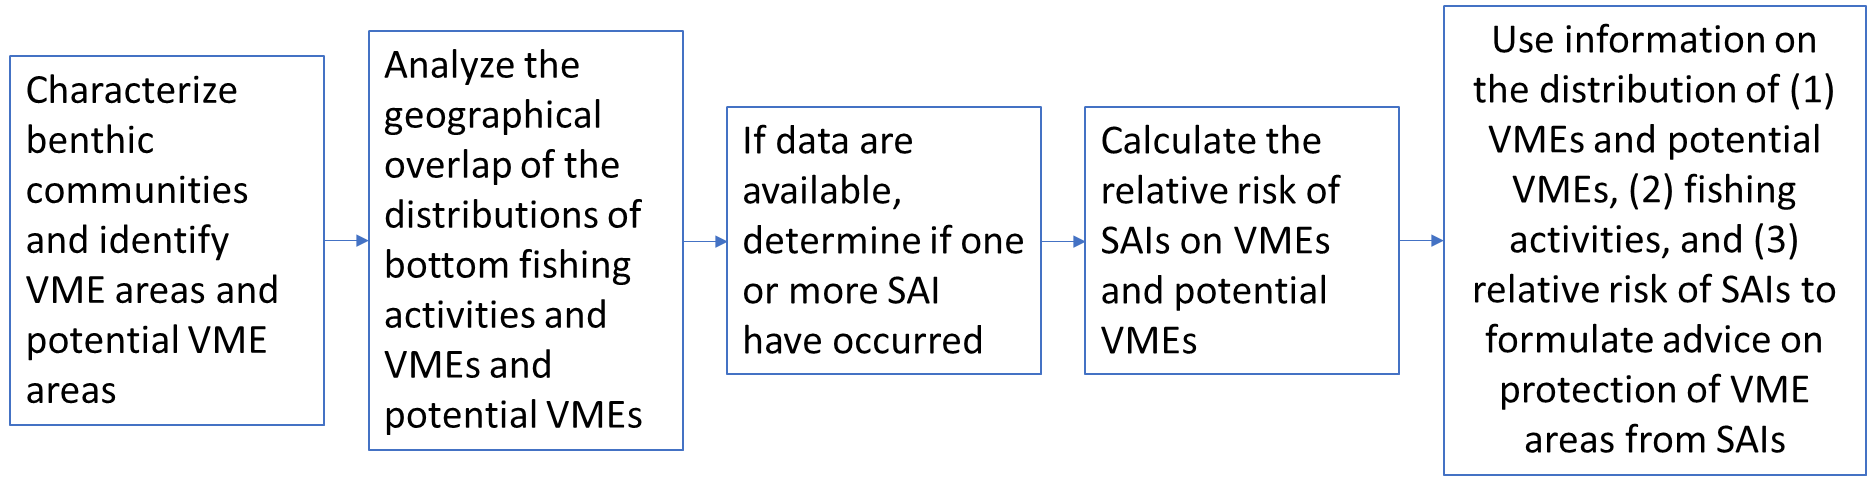 Characterize
benthic
communities
and identify
VME areas and
potential VME
areas
Analyze the
geographical
overlap of the
distributions of
bottom fishing
activities and
VMEs and
potential VMEs
If data are
available,
determine if one
or more SAI
have occurred
Calculate the
relative risk of
SAIs on VMEs
and potential
VMEs
Use information on
the distribution of (1)
VMEs and potential
VMEs, (2) fishing
activities, and (3)
relative risk of SAIs to
formulate advice on
protection of VME
areas from SAIs